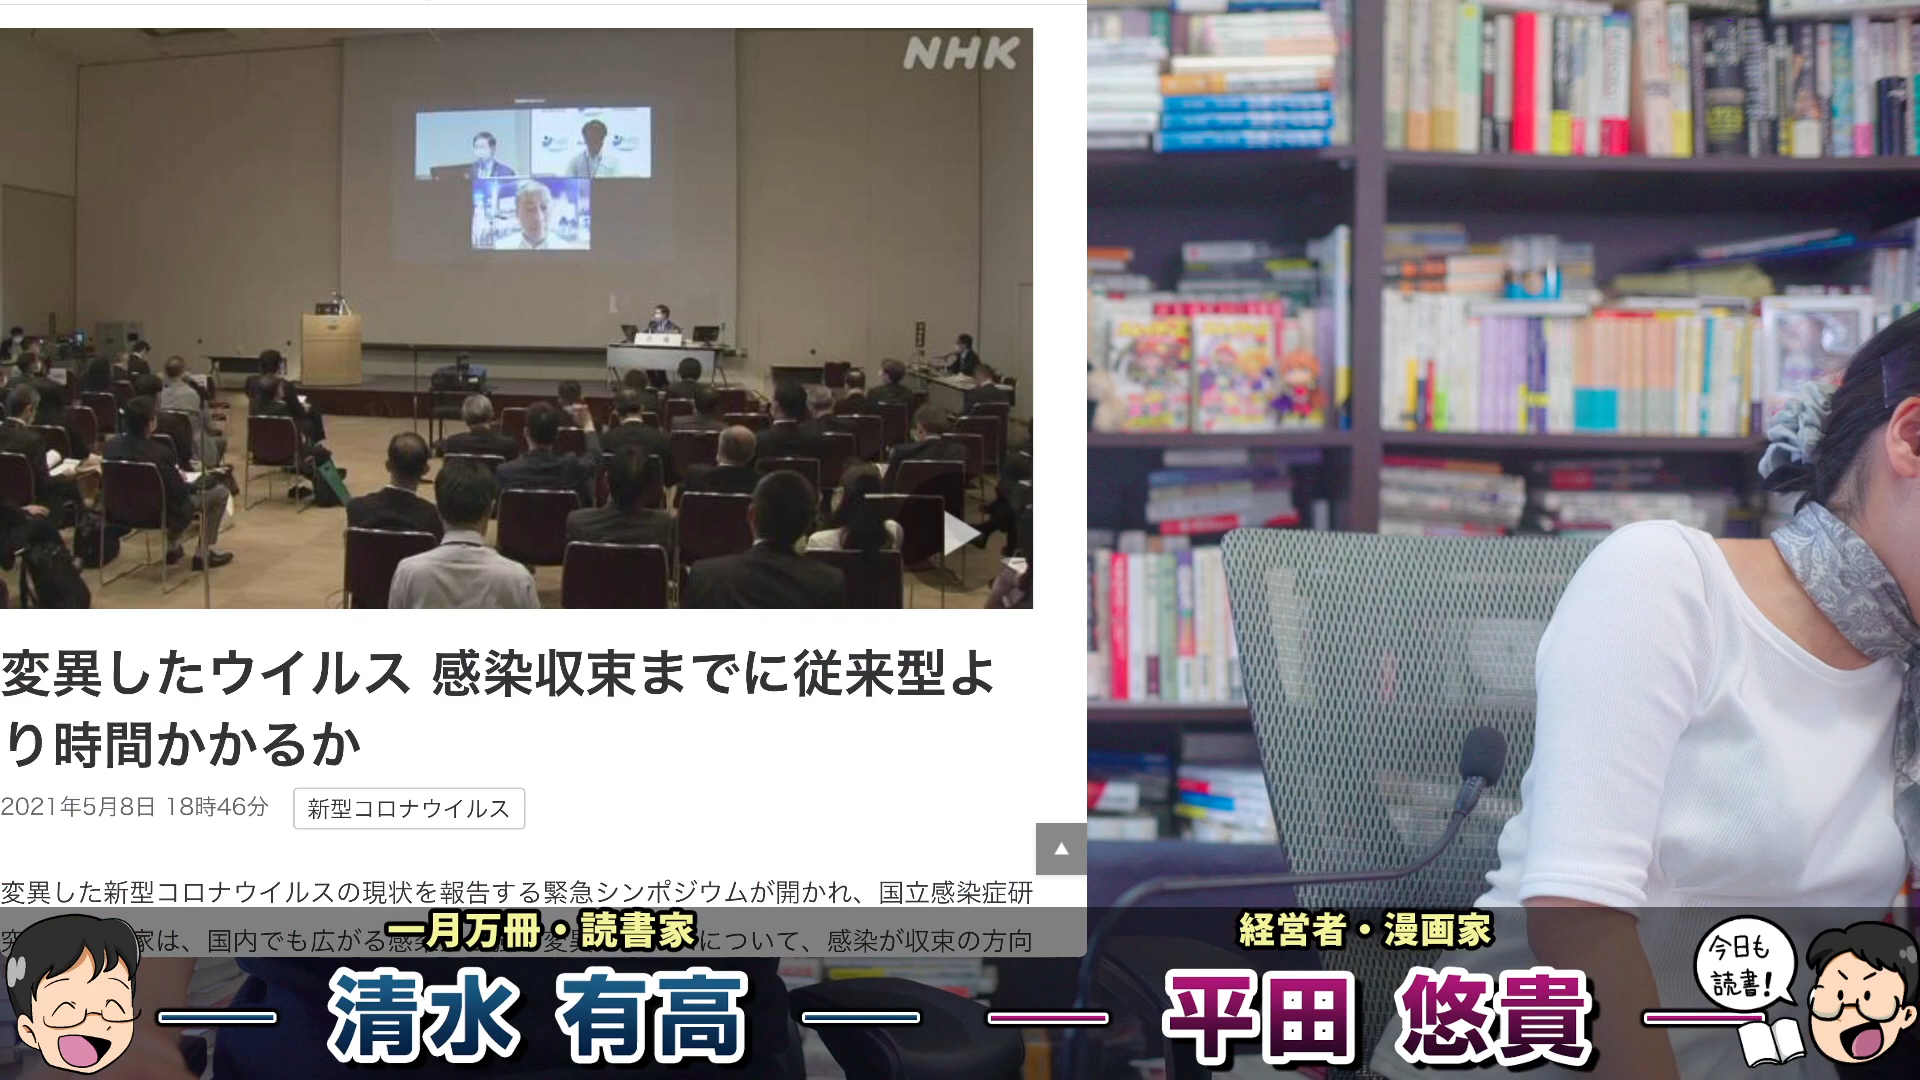 NHK
変異したウイルス 感染収束までに従来型よ
り時間かかるか
2021年5月8日 18時46分
新型コロナウイルス
変異した新型コロナウイルスの現状を報告する緊急シンポジウムが開かれ、国立感染症研
家は、国内でも広がる感染
について、感染が収束の方向
一月万冊・読書家
清水 有高
経営者・漫画家
平田 悠貴
今日も
読書!